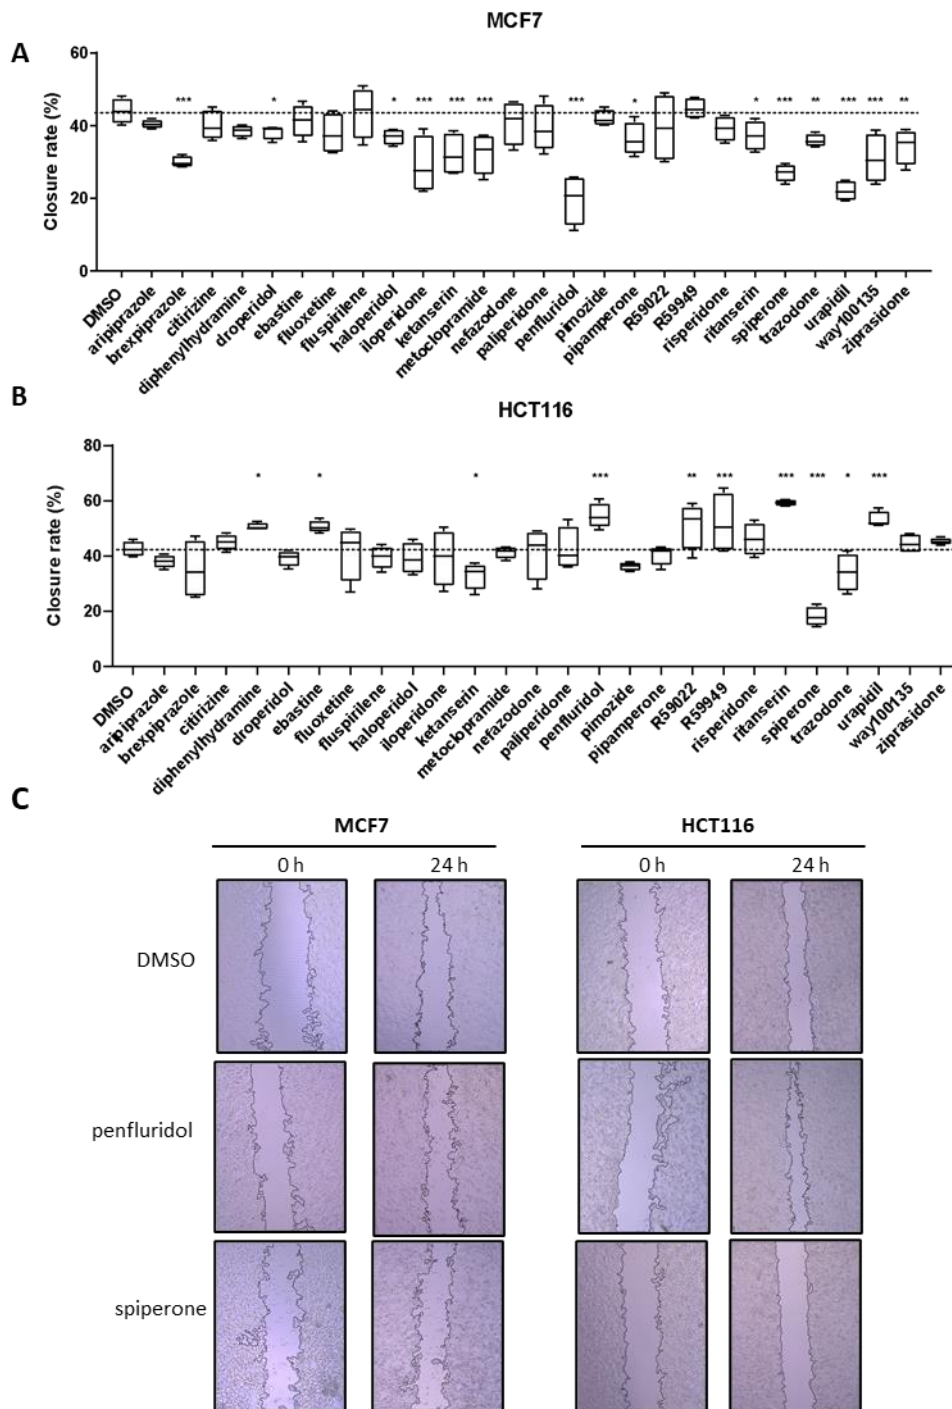 A
MCF7
Closure rate (%)
60
40
20
0
*** * * *** *** *** *** * * *** ** *** *** **
DMSO
aripiprazole
brexpiprazole
citirizine
diphenylhydramine
droperidol
ebastine
fluoxetine
fluspirilene
haloperidol
iloperidone
ketanserin
metoclopramide
nefazodone
paliperidone
penfluridol
pimozide
pipamperone
R59022
R59949
risperidone
ritanserin
spiperone
trazodone
urapidil
way100135
ziprasidone
B
HCT116
Closure rate (%)
80
60
40
20
0
* * * *** ** *** *** *** * ***
DMSO
aripiprazole
brexpiprazole
citirizine
diphenylhydramine
droperidol
ebastine
fluoxetine
fluspirilene
haloperidol
iloperidone
ketanserin
metoclopramide
nefazodone
paliperidone
penfluridol
pimozide
pipamperone
R59022
R59949
risperidone
ritanserin
spiperone
trazodone
urapidil
way100135
ziprasidone
C
MCF7 HCT116
0 h 24 h 0 h 24 h
DMSO
penfluridol
spiperone